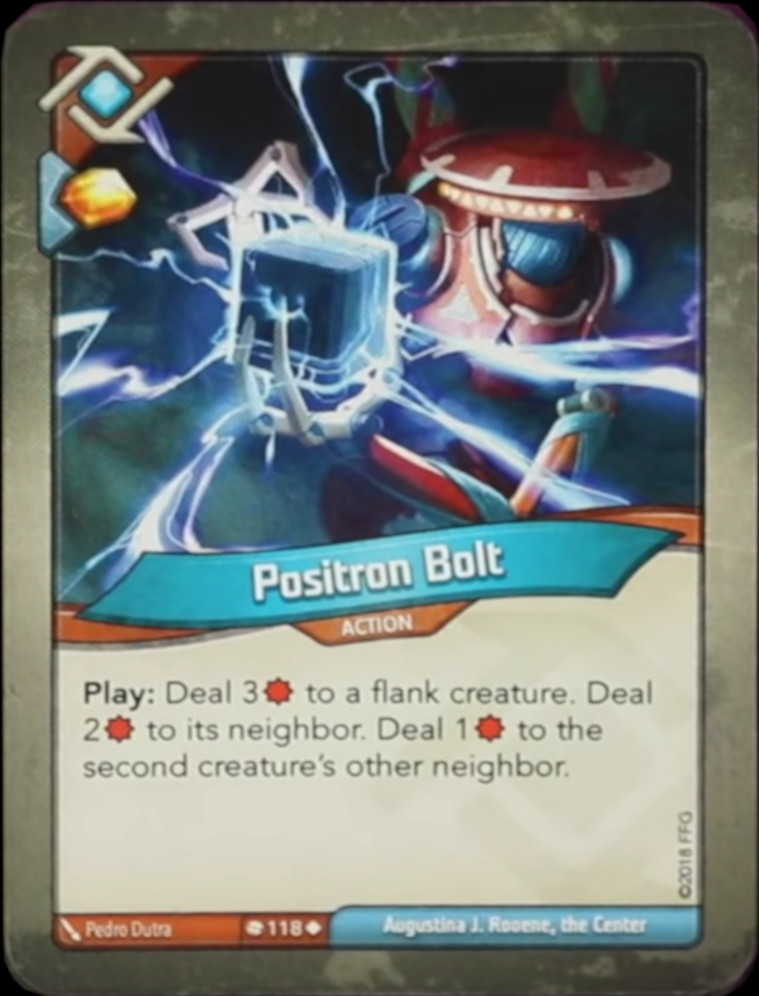 Positron Bolt
ACTION
Play: Deal 3 to a flank creature. Deal
2 to its neighbor. Deal 1 to the
second creature's other neighbor.
©2018 FFG
Pedro Dutra
118
Augustina J. Rooene, the Center